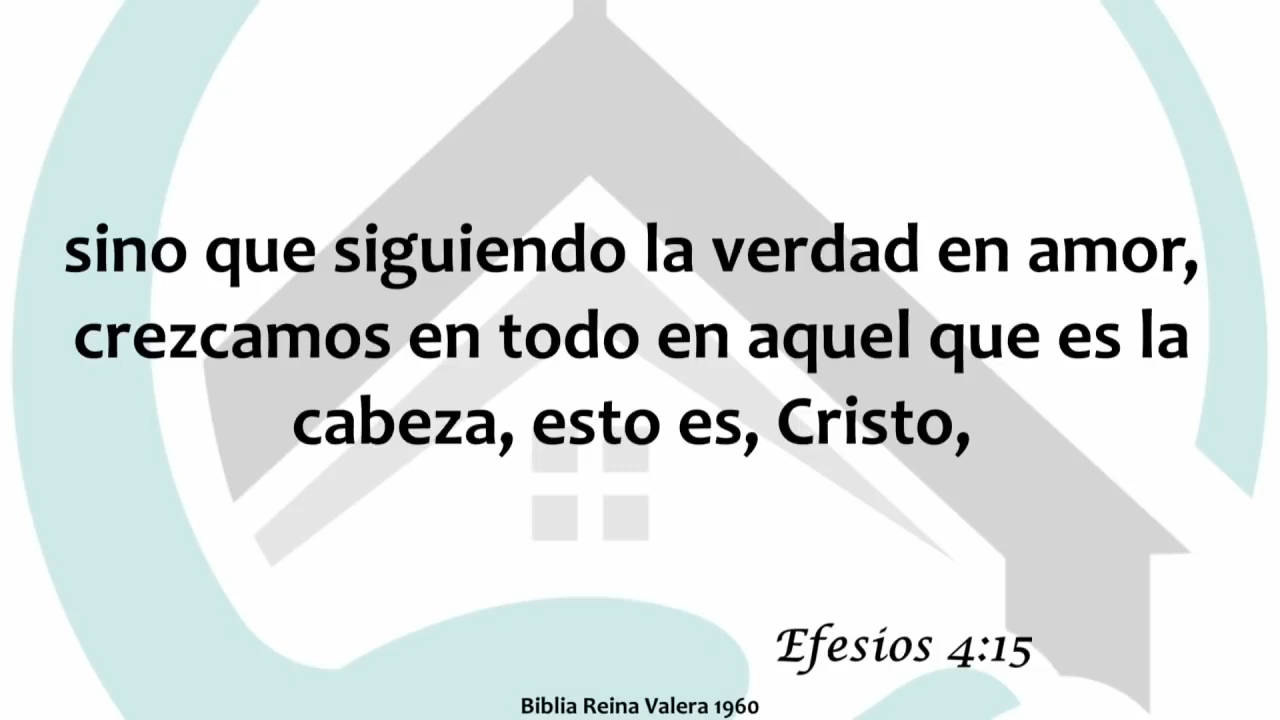 sino que siguiendo la verdad en amor,
crezcamos en todo en aquel que es la
cabeza, esto es, Cristo,
Efesios 4:15
Biblia Reina Valera 1960